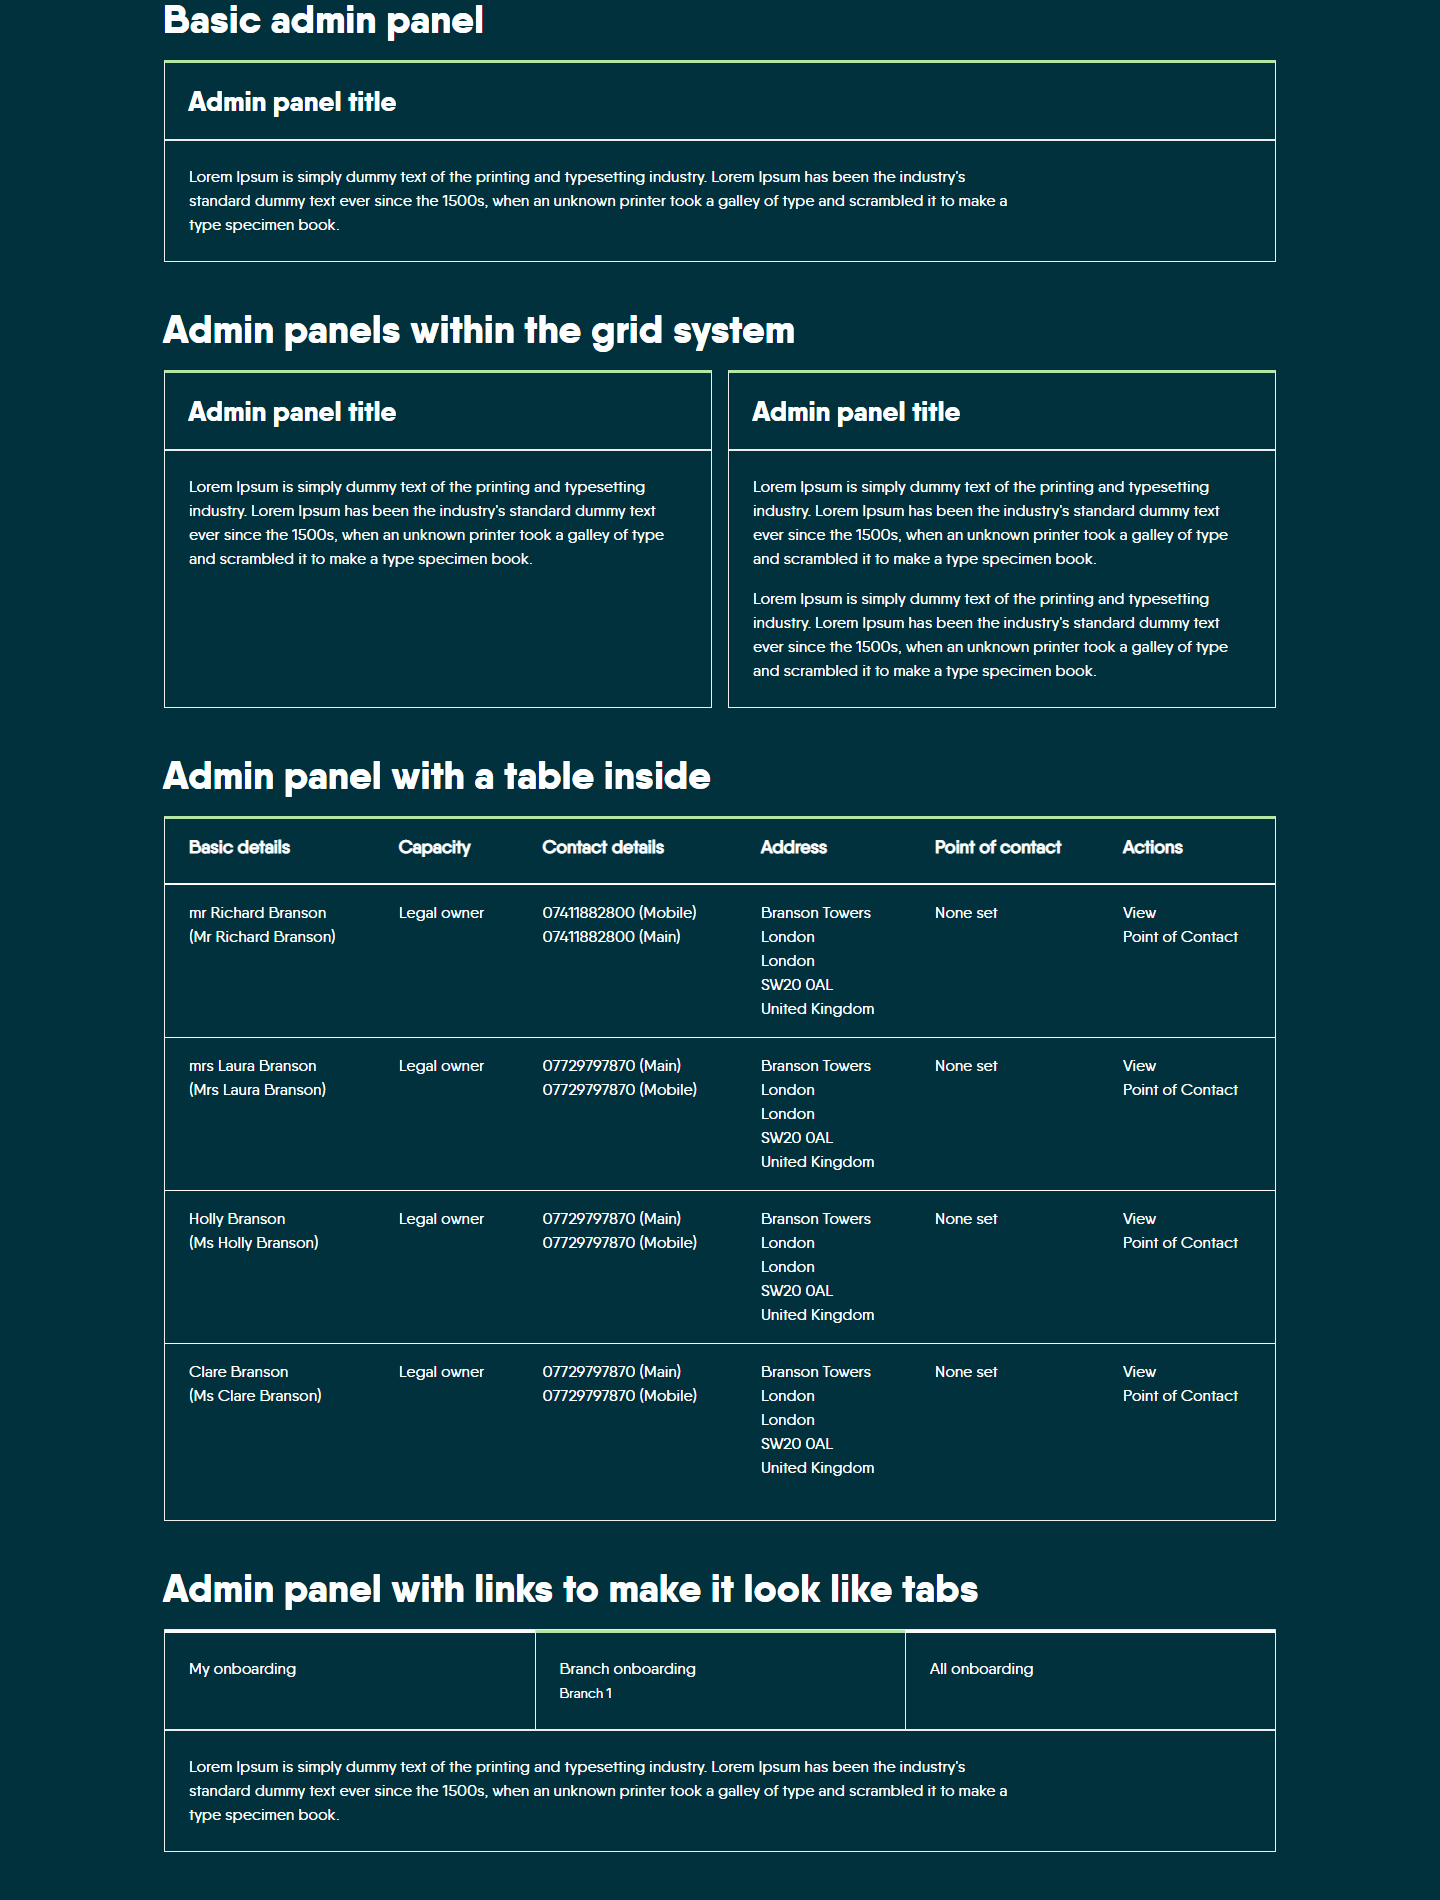 Basic admin panel
Admin panel title
Lorem Ipsum is simply dummy text of the printing and typesetting industry. Lorem Ipsum has been the industry's
standard dummy text ever since the 1500s, when an unknown printer took a galley of type and scrambled it to make a
type specimen book.
Admin panels within the grid system
Admin panel title
Lorem Ipsum is simply dummy text of the printing and typesetting
industry. Lorem Ipsum has been the industry's standard dummy text
ever since the 1500s, when an unknown printer took a galley of type
and scrambled it to make a type specimen book.
Admin panel title
Lorem Ipsum is simply dummy text of the printing and typesetting
industry. Lorem Ipsum has been the industry's standard dummy text
ever since the 1500s, when an unknown printer took a galley of type
and scrambled it to make a type specimen book.
Lorem Ipsum is simply dummy text of the printing and typesetting
industry. Lorem Ipsum has been the industry's standard dummy text
ever since the 1500s, when an unknown printer took a galley of type
and scrambled it to make a type specimen book.
Admin panel with a table inside
Basic details Capacity Contact details Address Point of contact Actions
mr Richard Branson Legal owner 07411882800 (Mobile) Branson Towers None set View
(Mr Richard Branson) 07411882800 (Main) London Point of Contact
London
SW20 0AL
United Kingdom
mrs Laura Branson Legal owner 07729797870 (Main) Branson Towers None set View
(Mrs Laura Branson) 07729797870 (Mobile) London Point of Contact
London
SW20 0AL
United Kingdom
Holly Branson Legal owner 07729797870 (Main) Branson Towers None set View
(Ms Holly Branson) 07729797870 (Mobile) London Point of Contact
London
SW20 0AL
United Kingdom
Clare Branson Legal owner 07729797870 (Main) Branson Towers None set View
(Ms Clare Branson) 07729797870 (Mobile) London Point of Contact
London
SW20 0AL
United Kingdom
Admin panel with links to make it look like tabs
My onboarding Branch onboarding All onboarding
Branch 1
Lorem Ipsum is simply dummy text of the printing and typesetting industry. Lorem Ipsum has been the industry's
standard dummy text ever since the 1500s, when an unknown printer took a galley of type and scrambled it to make a
type specimen book.